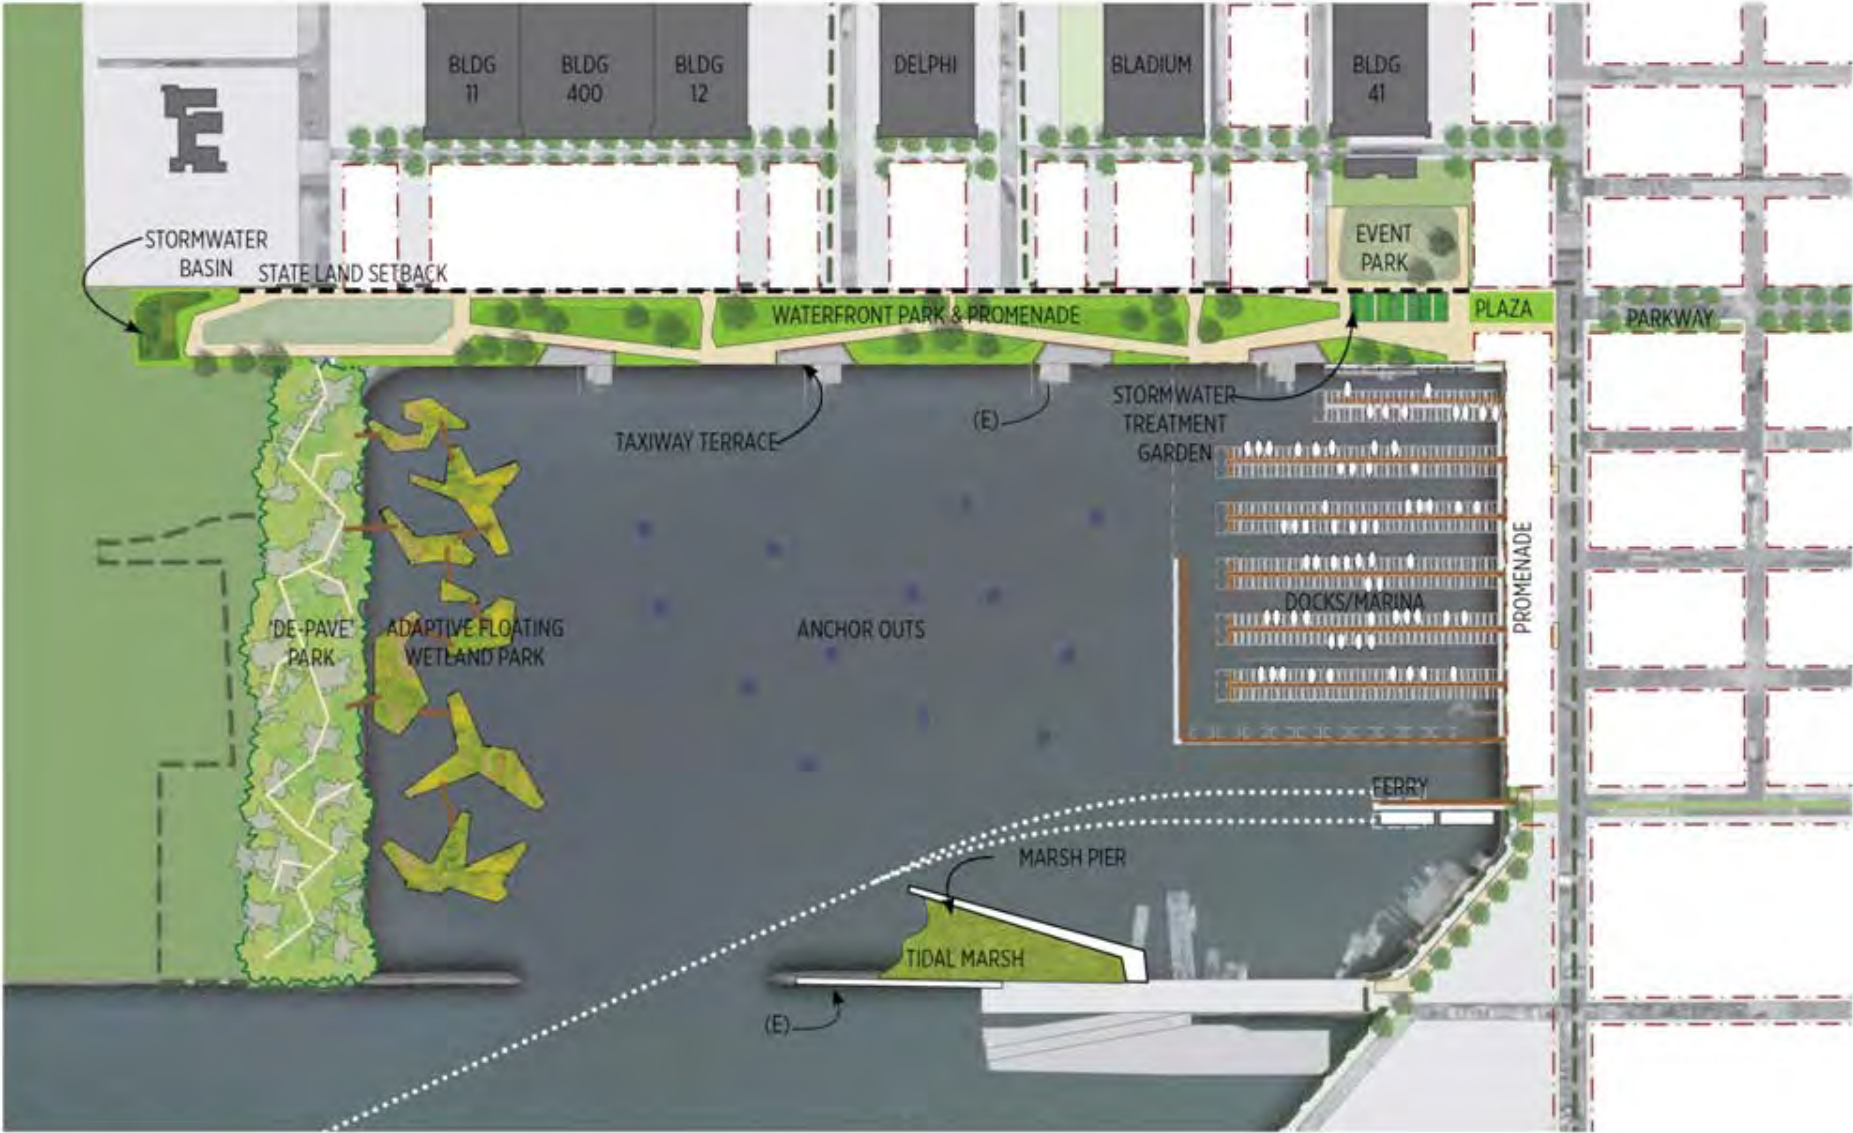 BLDG
11
BLDG
400
BLDG
12
DELPHI
BLADIUM
BLDG
41
STORMWATER
BASIN
STATE LAND SETBACK
EVENT
PARK
WATERFRONT PARK & PROMENADE
PLAZA
PARKWAY
TAXIWAY TERRACE
(E)
STORMWATER
TREATMENT
GARDEN
'DE-PAVE'
PARK
ADAPTIVE FLOATING
WETLAND PARK
ANCHOR OUTS
DOCKS/MARINA
PROMENADE
FERRY
MARSH PIER
TIDAL MARSH
(E)